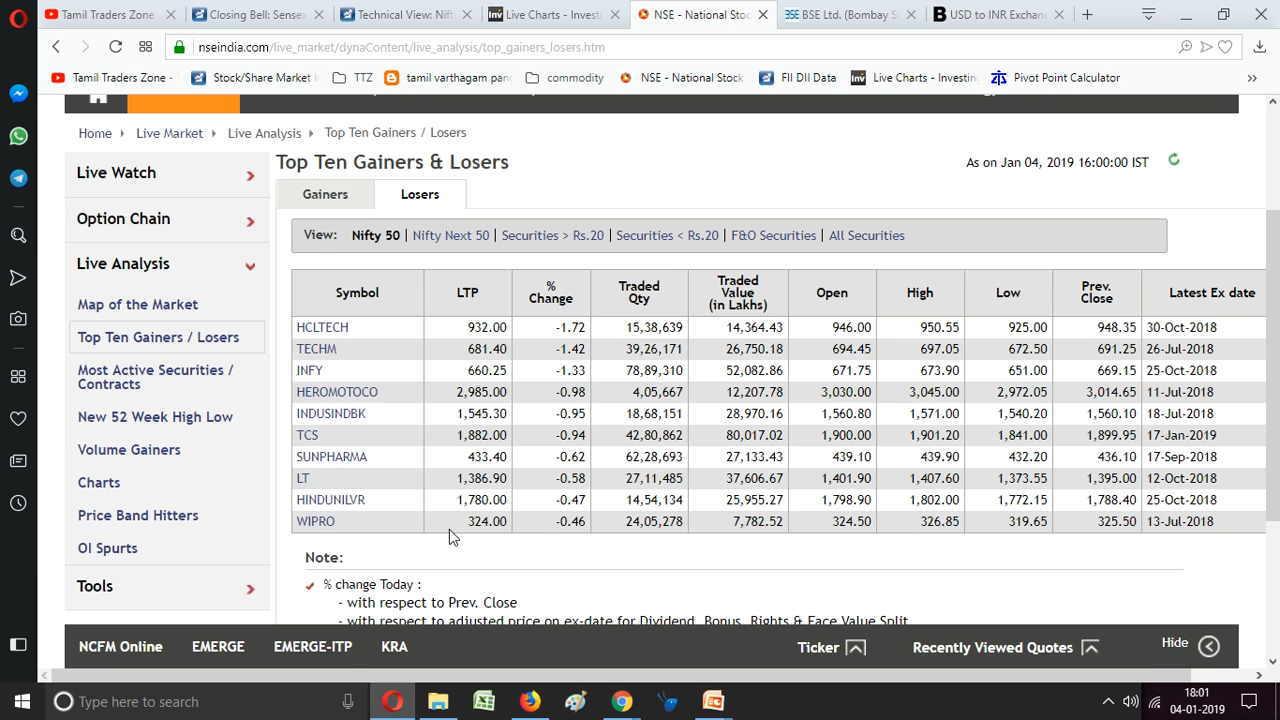 Tamil Traders Zone
Closing Bell: Sensex
Technical View: Nift
Inv Live Charts - Investi
NSE - National Stoc
BSE Ltd. (Bombay
B USD to INR Exchan
nseindia.com/live_market/dynaContent/live_analysis/top_gainers_losers.htm
Tamil Traders Zone -
Stock/Share Market I
TTZ
tamil varthagam pan
commodity
NSE - National Stock
FII DII Data
Inv Live Charts - Investin
Pivot Point Calculator
Home
Live Market
Live Analysis
Top Ten Gainers / Losers
Live Watch
Option Chain
Live Analysis
Map of the Market
Top Ten Gainers / Losers
Most Active Securities /
Contracts
New 52 Week High Low
Volume Gainers
Charts
Price Band Hitters
OI Spurts
Tools
Top Ten Gainers & Losers
As on Jan 04, 2019 16:00:00 IST
Gainers
Losers
View: Nifty 50 | Nifty Next 50 | Securities > Rs.20 | Securities < Rs.20 | F&O Securities | All Securities
Symbol LTP % Change Traded Qty Traded Value (in Lakhs) Open High Low Prev. Close Latest Ex date
HCLTECH 932.00 -1.72 15,38,639 14,364.43 946.00 950.55 925.00 948.35 30-Oct-2018
TECHM 681.40 -1.42 39,26,171 26,750.18 694.45 697.05 672.50 691.25 26-Jul-2018
INFY 660.25 -1.33 78,89,310 52,082.86 671.75 673.90 651.00 669.15 25-Oct-2018
HEROMOTOCO 2,985.00 -0.98 4,05,667 12,207.78 3,030.00 3,045.00 2,972.05 3,014.65 11-Jul-2018
INDUSINDBK 1,545.30 -0.95 18,68,151 28,970.16 1,560.80 1,571.00 1,540.20 1,560.10 18-Jul-2018
TCS 1,882.00 -0.94 42,80,862 80,017.02 1,900.00 1,901.20 1,841.00 1,899.95 17-Jan-2019
SUNPHARMA 433.40 -0.62 62,28,693 27,133.43 439.10 439.90 432.20 436.10 17-Sep-2018
LT 1,386.90 -0.58 27,11,485 37,606.67 1,401.90 1,407.60 1,373.55 1,395.00 12-Oct-2018
HINDUNILVR 1,780.00 -0.47 14,54,134 25,955.27 1,798.90 1,802.00 1,772.15 1,788.40 25-Oct-2018
WIPRO 324.00 -0.46 24,05,278 7,782.52 324.50 326.85 319.65 325.50 13-Jul-2018
Note:
% change Today :
- with respect to Prev. Close
- with respect to adjusted price on ex-date for Dividend, Bonus, Rights & Face Value Split
NCFM Online
EMERGE
EMERGE-ITP
KRA
Ticker
Recently Viewed Quotes
Hide
Type here to search
18:01
04-01-2019